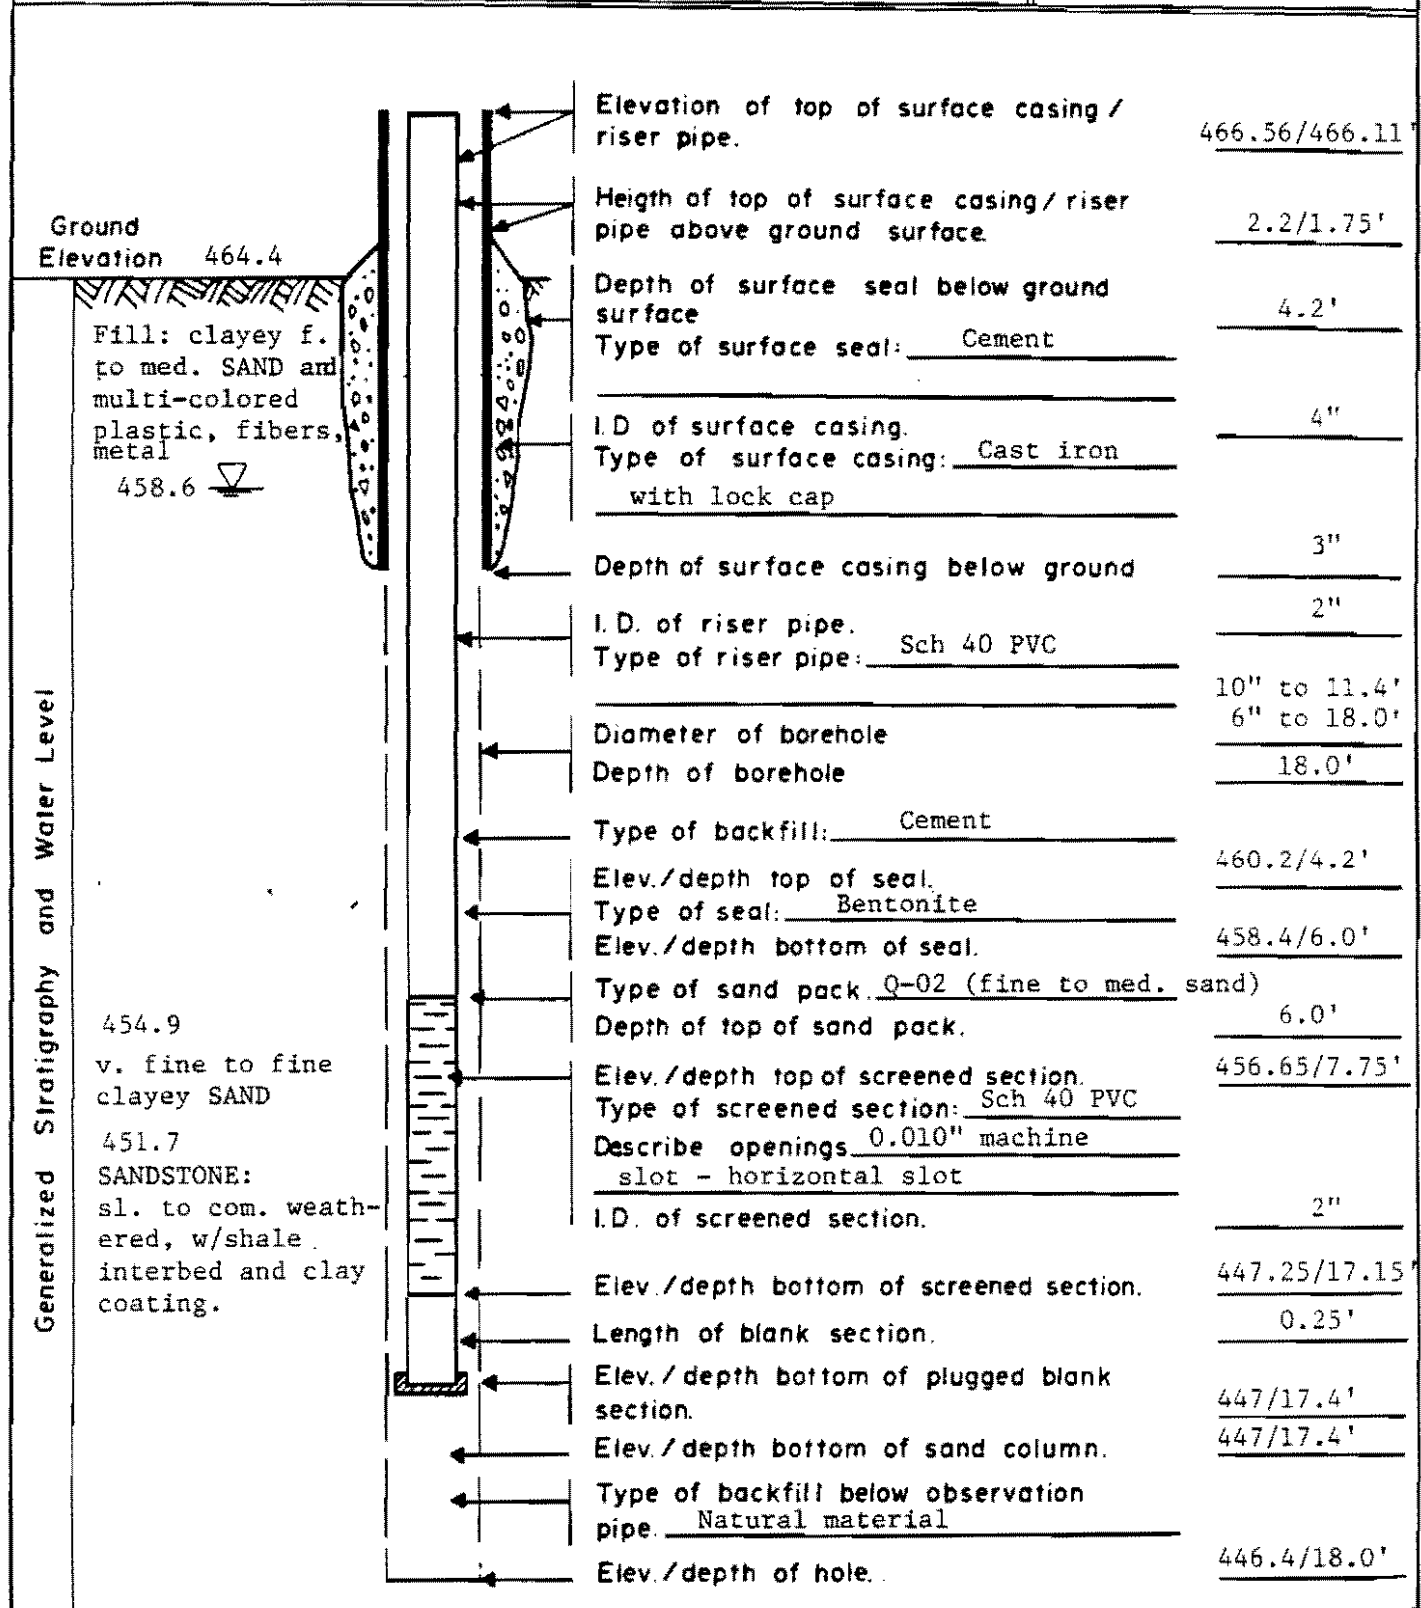 Elevation of top of surface casing /
riser pipe.
466.56/466.11'
Heigth of top of surface casing / riser
pipe above ground surface.
2.2/1.75'
Ground
Elevation 464.4
Depth of surface seal below ground
surface
4.2'
Type of surface seal: Cement
Fill: clayey f.
to med. SAND and
multi-colored
plastic, fibers,
metal
458.6
I.D of surface casing.
4"
Type of surface casing: Cast iron
with lock cap
Depth of surface casing below ground
3"
I.D. of riser pipe.
2"
Type of riser pipe: Sch 40 PVC
10" to 11.4'
6" to 18.0'
Diameter of borehole
Depth of borehole
18.0'
Type of backfill: Cement
Elev./depth top of seal.
460.2/4.2'
Type of seal: Bentonite
Elev./depth bottom of seal.
458.4/6.0'
Type of sand pack. Q-02 (fine to med. sand)
Depth of top of sand pack.
6.0'
Generalized Stratigraphy and Water Level
454.9
v. fine to fine
clayey SAND
451.7
SANDSTONE:
sl. to com. weath-
ered, w/shale
interbed and clay
coating.
Elev./depth top of screened section.
456.65/7.75'
Type of screened section: Sch 40 PVC
Describe openings 0.010" machine
slot - horizontal slot
I.D. of screened section.
2"
Elev./depth bottom of screened section.
447.25/17.15'
Length of blank section.
0.25'
Elev./depth bottom of plugged blank
section.
447/17.4'
Elev./depth bottom of sand column.
447/17.4'
Type of backfill below observation
pipe. Natural material
Elev./depth of hole.
446.4/18.0'